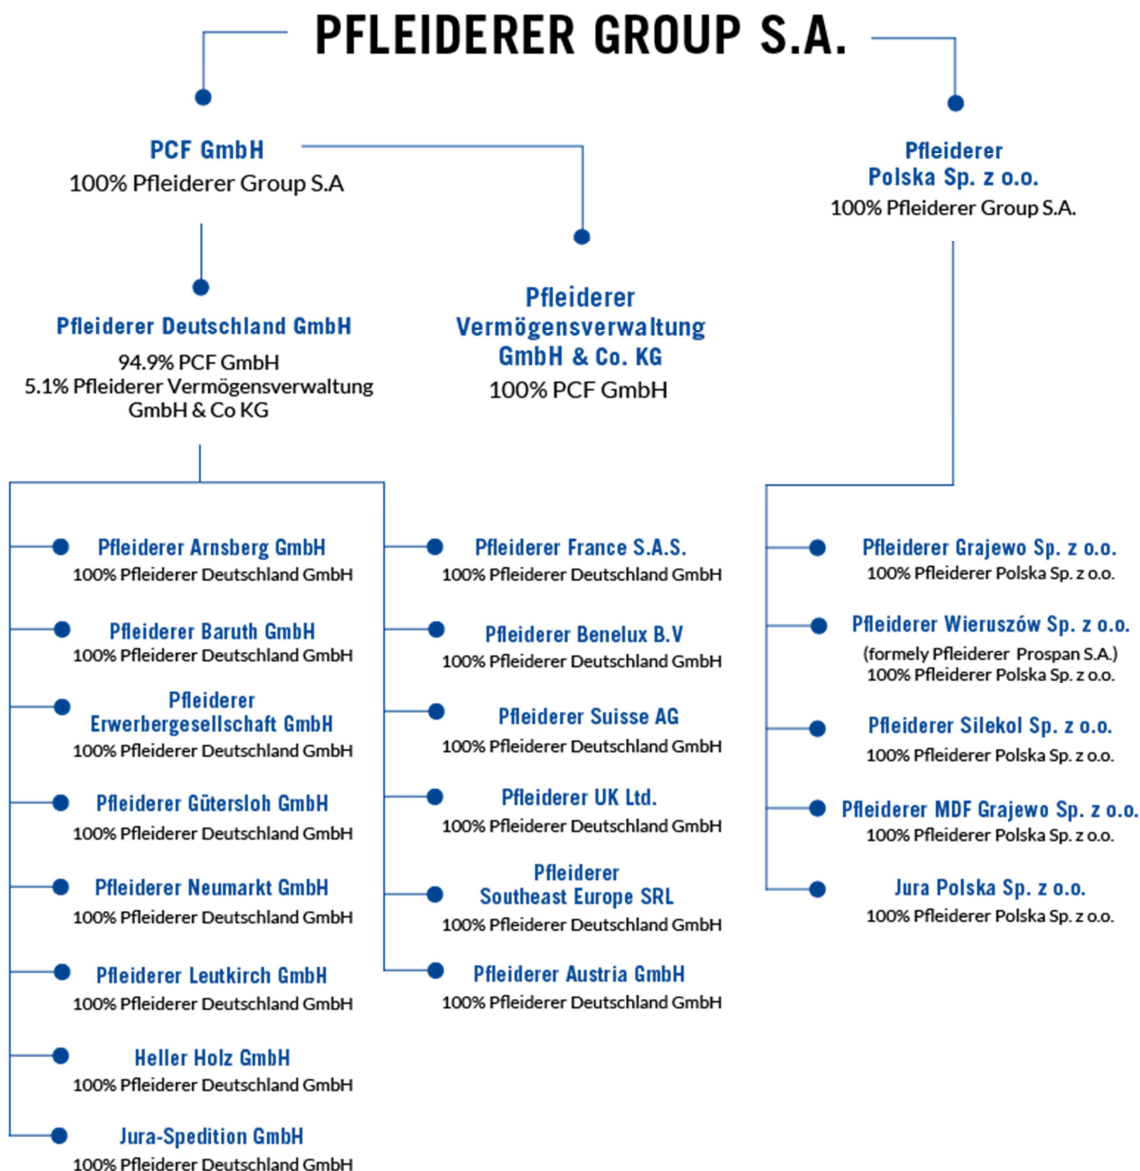 PFLEIDERER GROUP S.A.
PCF GmbH
100% Pfleiderer Group S.A
Pfleiderer
Polska Sp. z o.o.
100% Pfleiderer Group S.A.
Pfleiderer Deutschland GmbH
94.9% PCF GmbH
5.1% Pfleiderer Vermögensverwaltung
GmbH & Co KG
Pfleiderer
Vermögensverwaltung
GmbH & Co. KG
100% PCF GmbH
Pfleiderer Arnsberg GmbH
100% Pfleiderer Deutschland GmbH
Pfleiderer Baruth GmbH
100% Pfleiderer Deutschland GmbH
Pfleiderer
Erwerbergesellschaft GmbH
100% Pfleiderer Deutschland GmbH
Pfleiderer Gütersloh GmbH
100% Pfleiderer Deutschland GmbH
Pfleiderer Neumarkt GmbH
100% Pfleiderer Deutschland GmbH
Pfleiderer Leutkirch GmbH
100% Pfleiderer Deutschland GmbH
Heller Holz GmbH
100% Pfleiderer Deutschland GmbH
Jura-Spedition GmbH
100% Pfleiderer Deutschland GmbH
Pfleiderer France S.A.S.
100% Pfleiderer Deutschland GmbH
Pfleiderer Benelux B.V
100% Pfleiderer Deutschland GmbH
Pfleiderer Suisse AG
100% Pfleiderer Deutschland GmbH
Pfleiderer UK Ltd.
100% Pfleiderer Deutschland GmbH
Pfleiderer
Southeast Europe SRL
100% Pfleiderer Deutschland GmbH
Pfleiderer Austria GmbH
100% Pfleiderer Deutschland GmbH
Pfleiderer Grajewo Sp. z o.o.
100% Pfleiderer Polska Sp. z o.o.
Pfleiderer Wieruszów Sp. z o.o.
(formely Pfleiderer Prospan S.A.)
100% Pfleiderer Polska Sp. z o.o.
Pfleiderer Silekol Sp. z o.o.
100% Pfleiderer Polska Sp. z o.o.
Pfleiderer MDF Grajewo Sp. z o.o.
100% Pfleiderer Polska Sp. z o.o.
Jura Polska Sp. z o.o.
100% Pfleiderer Polska Sp. z o.o.